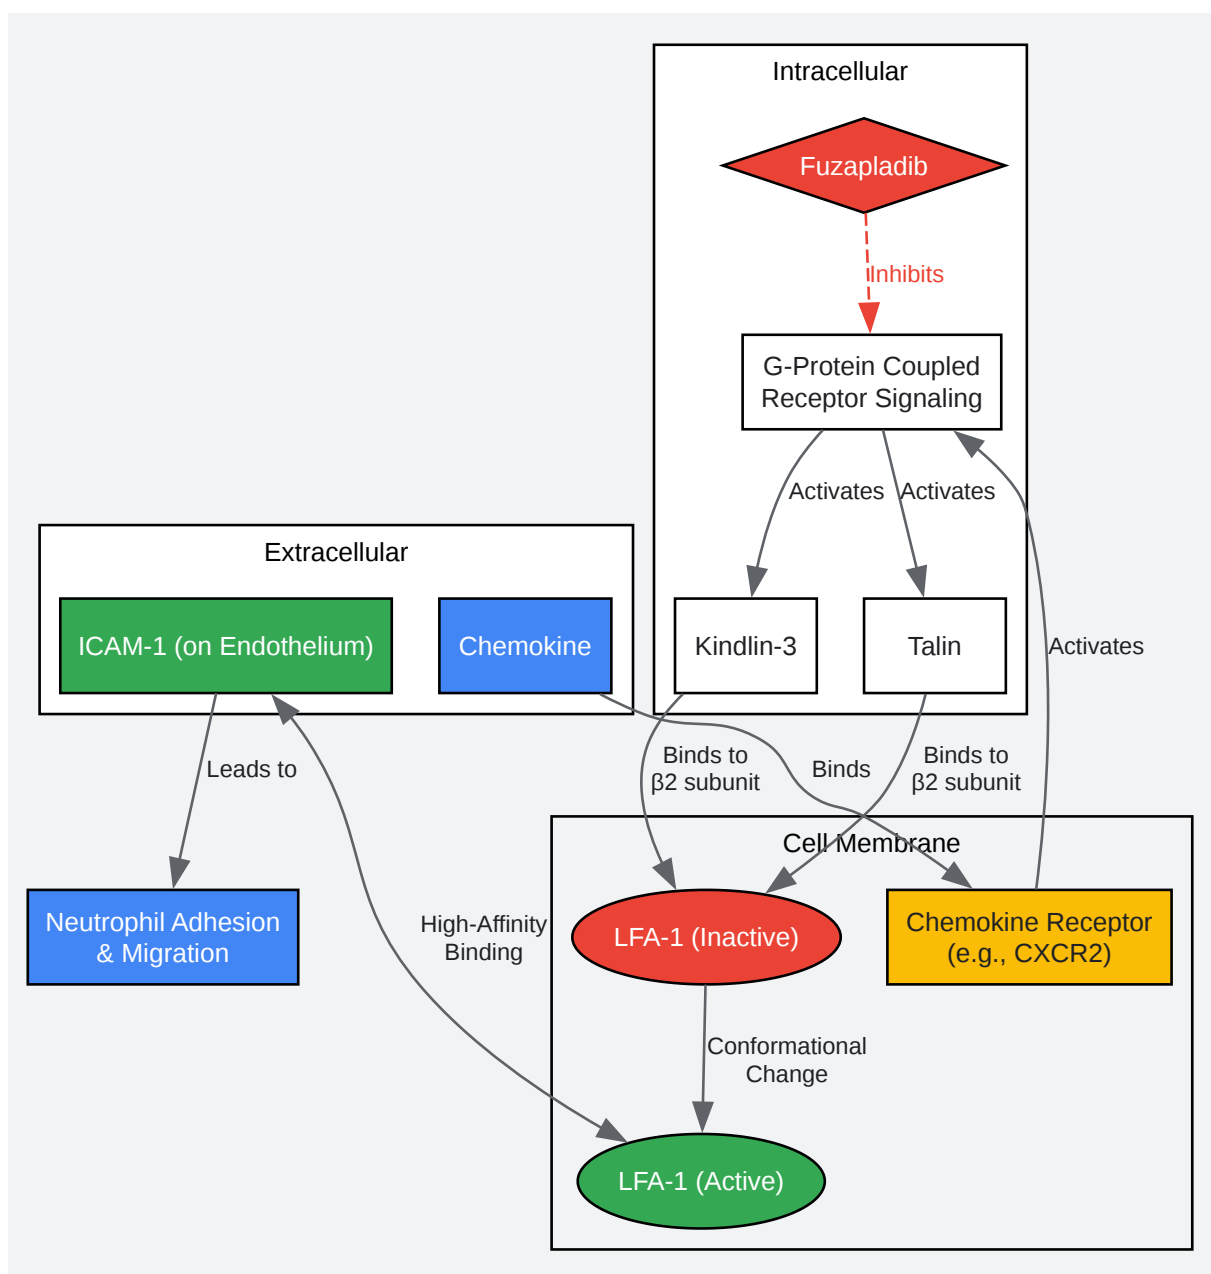 Intracellular
Fuzapladib
Inhibits
G-Protein Coupled
Receptor Signaling
Activates
Activates
Extracellular
ICAM-1 (on Endothelium)
Chemokine
Kindlin-3
Talin
Activates
Leads to
Binds to
β2 subunit
Binds
Binds to
β2 subunit
Cell Membrane
Neutrophil Adhesion
& Migration
High-Affinity
Binding
LFA-1 (Inactive)
Chemokine Receptor
(e.g., CXCR2)
Conformational
Change
LFA-1 (Active)